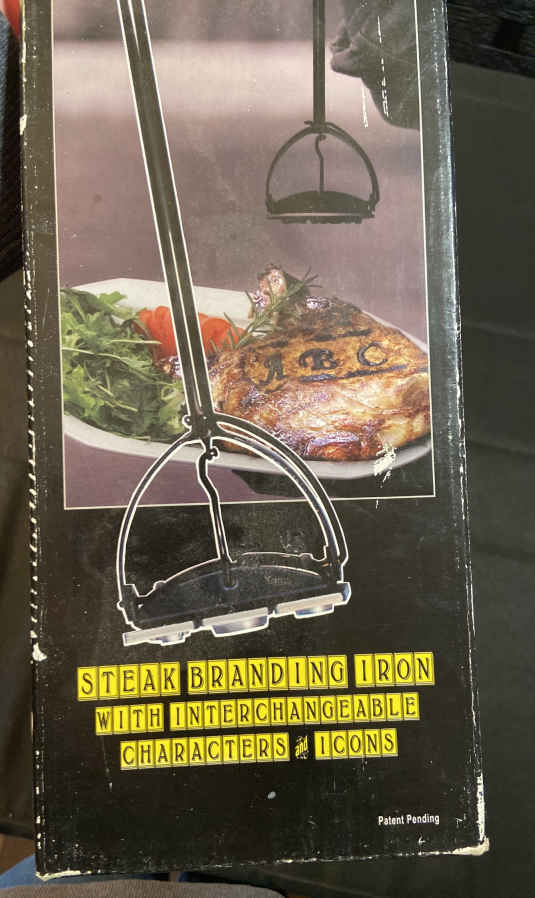 A B C
STEAK BRANDING IRON
WITH INTERCHANGEABLE
CHARACTERS and ICONS
Patent Pending